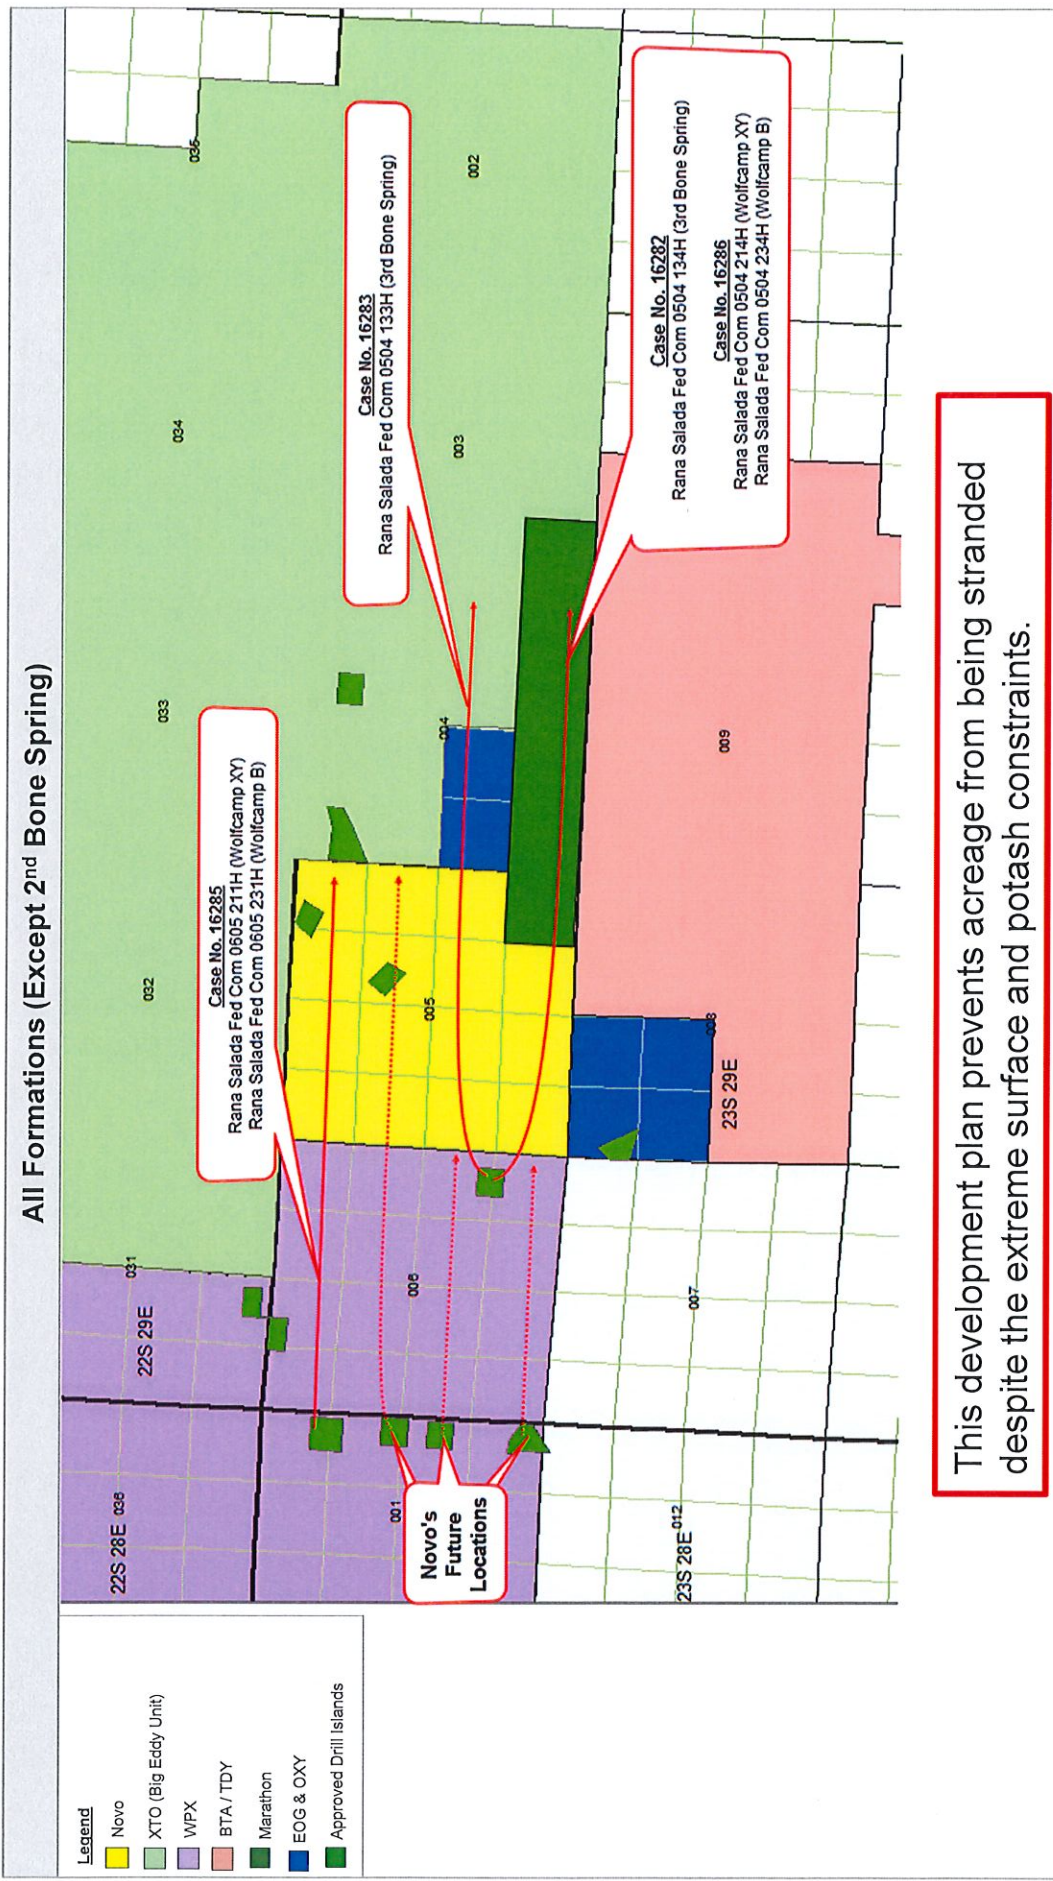 All Formations (Except 2nd Bone Spring)
Legend
Novo
XTO (Big Eddy Unit)
WPX
BTA / TDY
Marathon
EOG & OXY
Approved Drill Islands
22S 28E 036
22S 29E
031
032
033
034
035
Case No. 16285
Rana Salada Fed Com 0605 211H (Wolfcamp XY)
Rana Salada Fed Com 0605 231H (Wolfcamp B)
Case No. 16283
Rana Salada Fed Com 0504 133H (3rd Bone Spring)
001
006
005
004
003
002
Novo's
Future
Locations
Case No. 16282
Rana Salada Fed Com 0504 134H (3rd Bone Spring)
Case No. 16286
Rana Salada Fed Com 0504 214H (Wolfcamp XY)
Rana Salada Fed Com 0504 234H (Wolfcamp B)
23S 28E 012
007
008
23S 29E
009
This development plan prevents acreage from being stranded
despite the extreme surface and potash constraints.